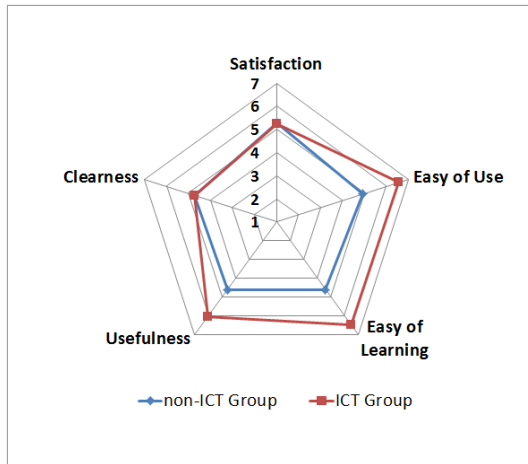 Satisfaction
7
6
5
4
3
2
1
Clearness
Easy of Use
Usefulness
Easy of
Learning
non-ICT Group
ICT Group